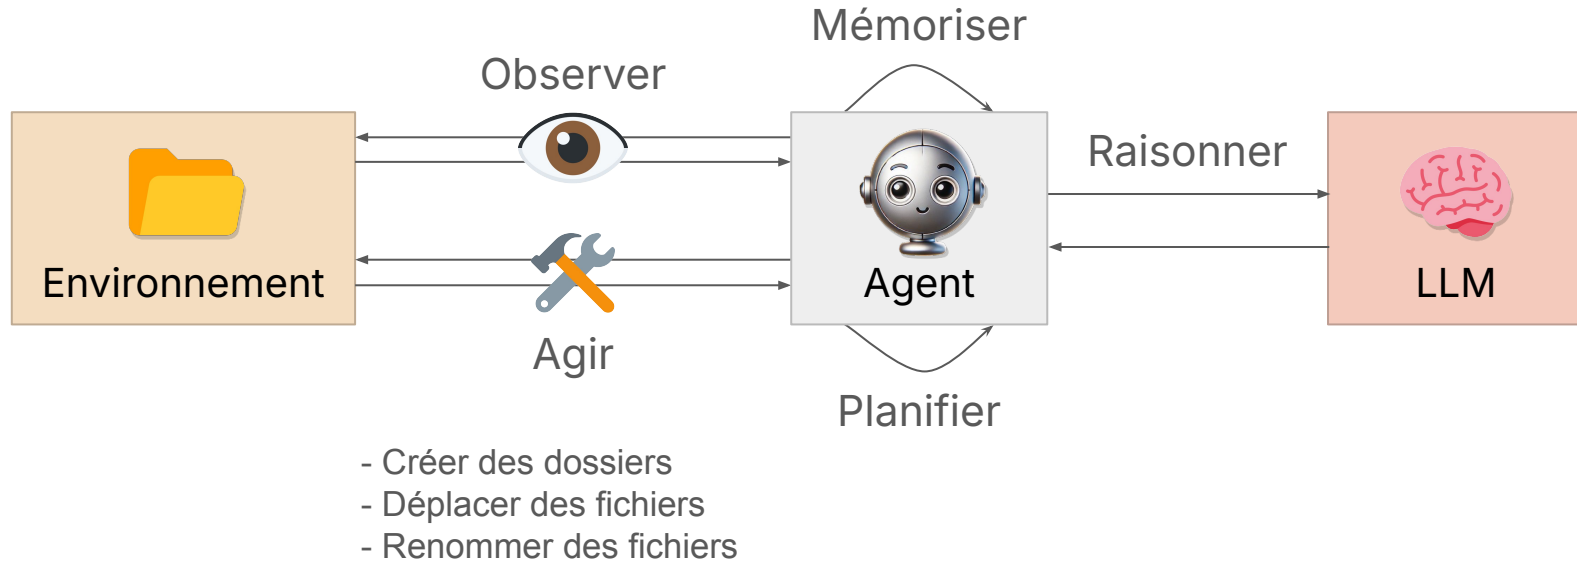 Mémoriser
Observer
Raisonner
Environnement
Agent
LLM
Agir
Planifier
- Créer des dossiers
- Déplacer des fichiers
- Renommer des fichiers